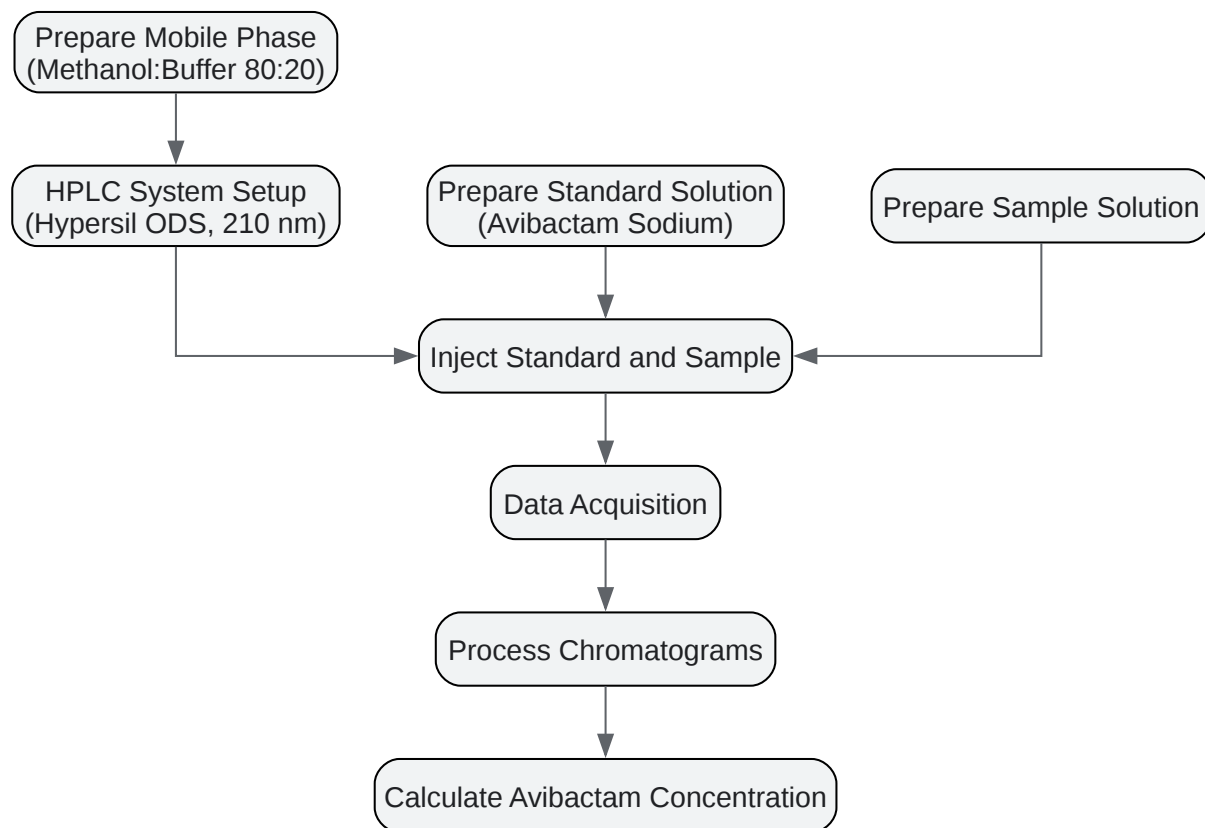 Prepare Mobile Phase
(Methanol:Buffer 80:20)
HPLC System Setup
(Hypersil ODS, 210 nm)
Prepare Standard Solution
(Avibactam Sodium)
Prepare Sample Solution
Inject Standard and Sample
Data Acquisition
Process Chromatograms
Calculate Avibactam Concentration